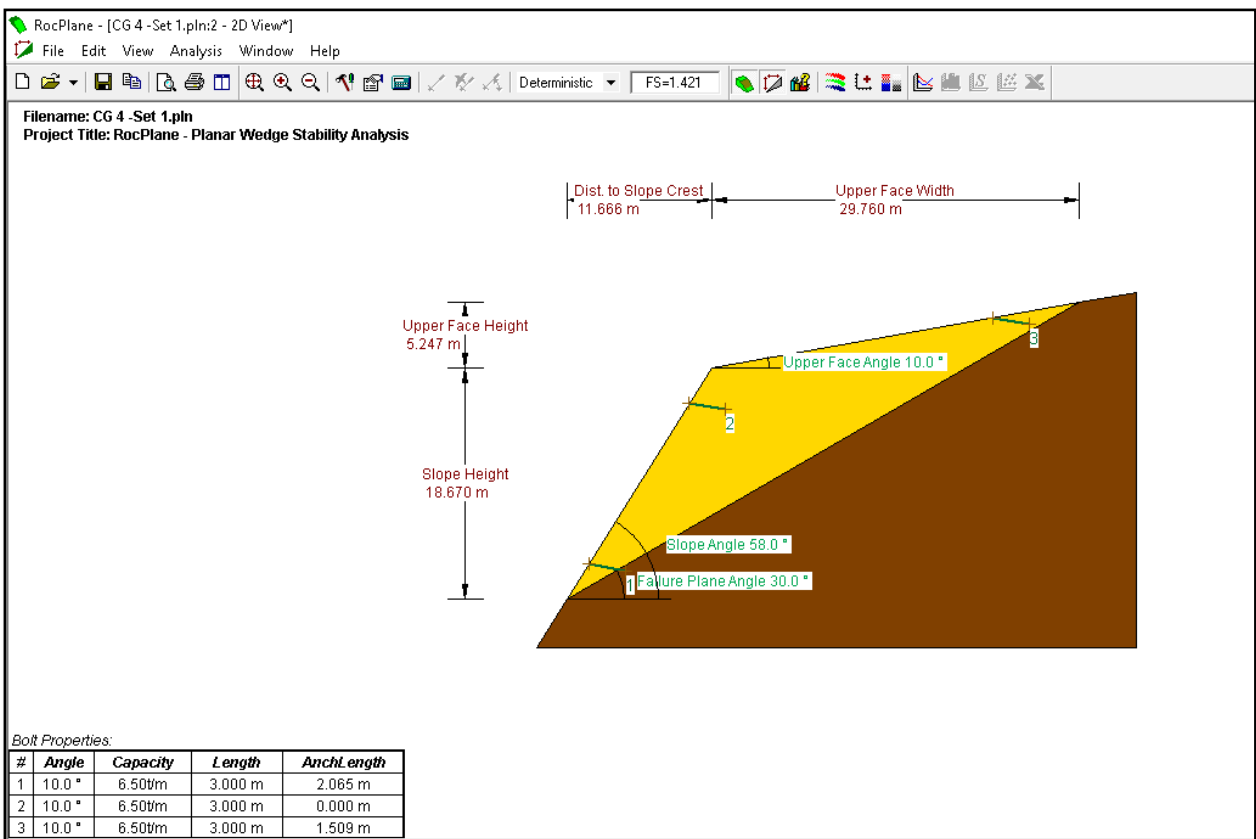 RocPlane - [CG 4 -Set 1.pln:2 - 2D View*]
File Edit View Analysis Window Help
Deterministic FS=1.421
Filename: CG 4 -Set 1.pln
Project Title: RocPlane - Planar Wedge Stability Analysis
Dist. to Slope Crest
11.666 m
Upper Face Width
29.760 m
Upper Face Height
5.247 m
3
Upper Face Angle 10.0 °
2
Slope Height
18.670 m
Slope Angle 58.0 °
1
Failure Plane Angle 30.0 °
Bolt Properties:
# Angle Capacity Length AnchLength
1 10.0 ° 6.50t/m 3.000 m 2.065 m
2 10.0 ° 6.50t/m 3.000 m 0.000 m
3 10.0 ° 6.50t/m 3.000 m 1.509 m